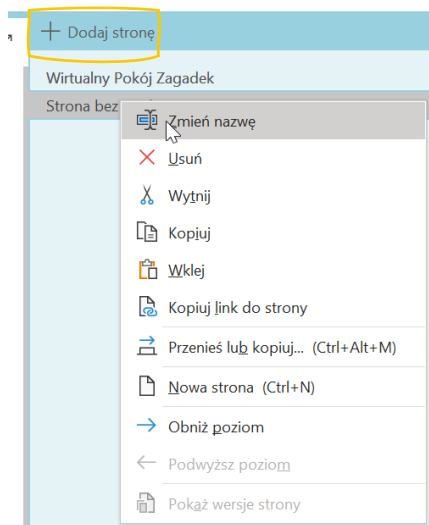 Dodaj stronę
Wirtualny Pokój Zagadek
Strona bez
Zmień nazwę
Usuń
Wytnij
Kopiuj
Wklej
Kopiuj link do strony
Przenieś lub kopiuj... (Ctrl+Alt+M)
Nowa strona (Ctrl+N)
Obniż poziom
Podwyższ poziom
Pokaż wersje strony